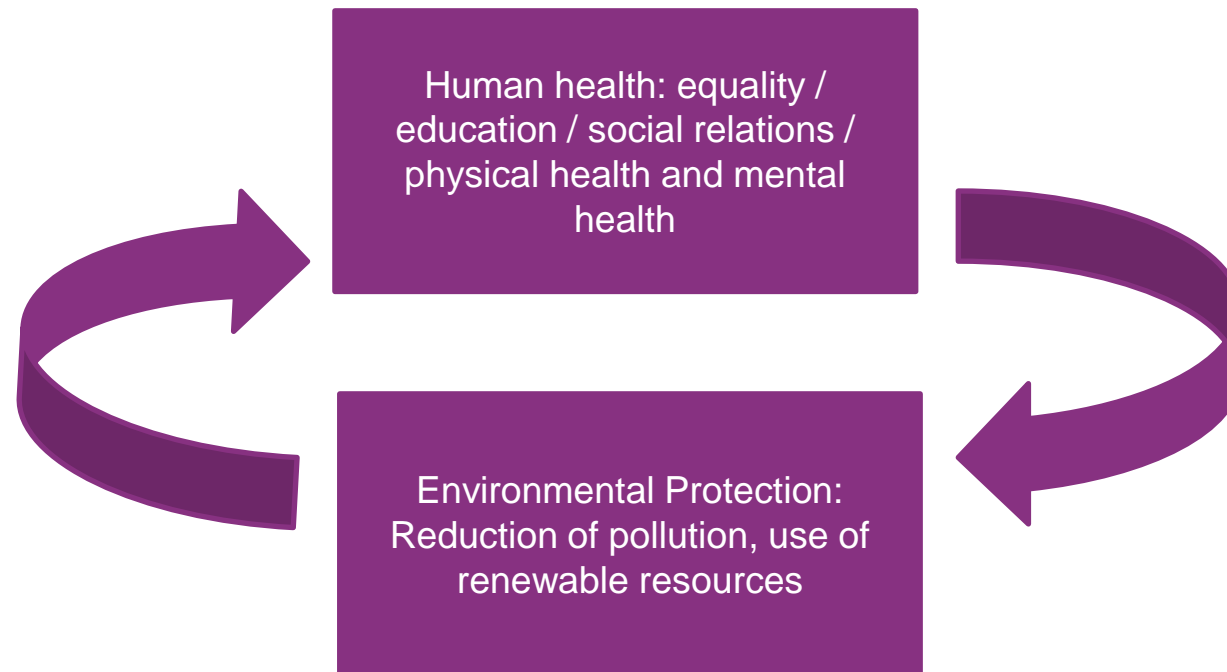 Human health: equality /
education / social relations /
physical health and mental
health
Environmental Protection:
Reduction of pollution, use of
renewable resources